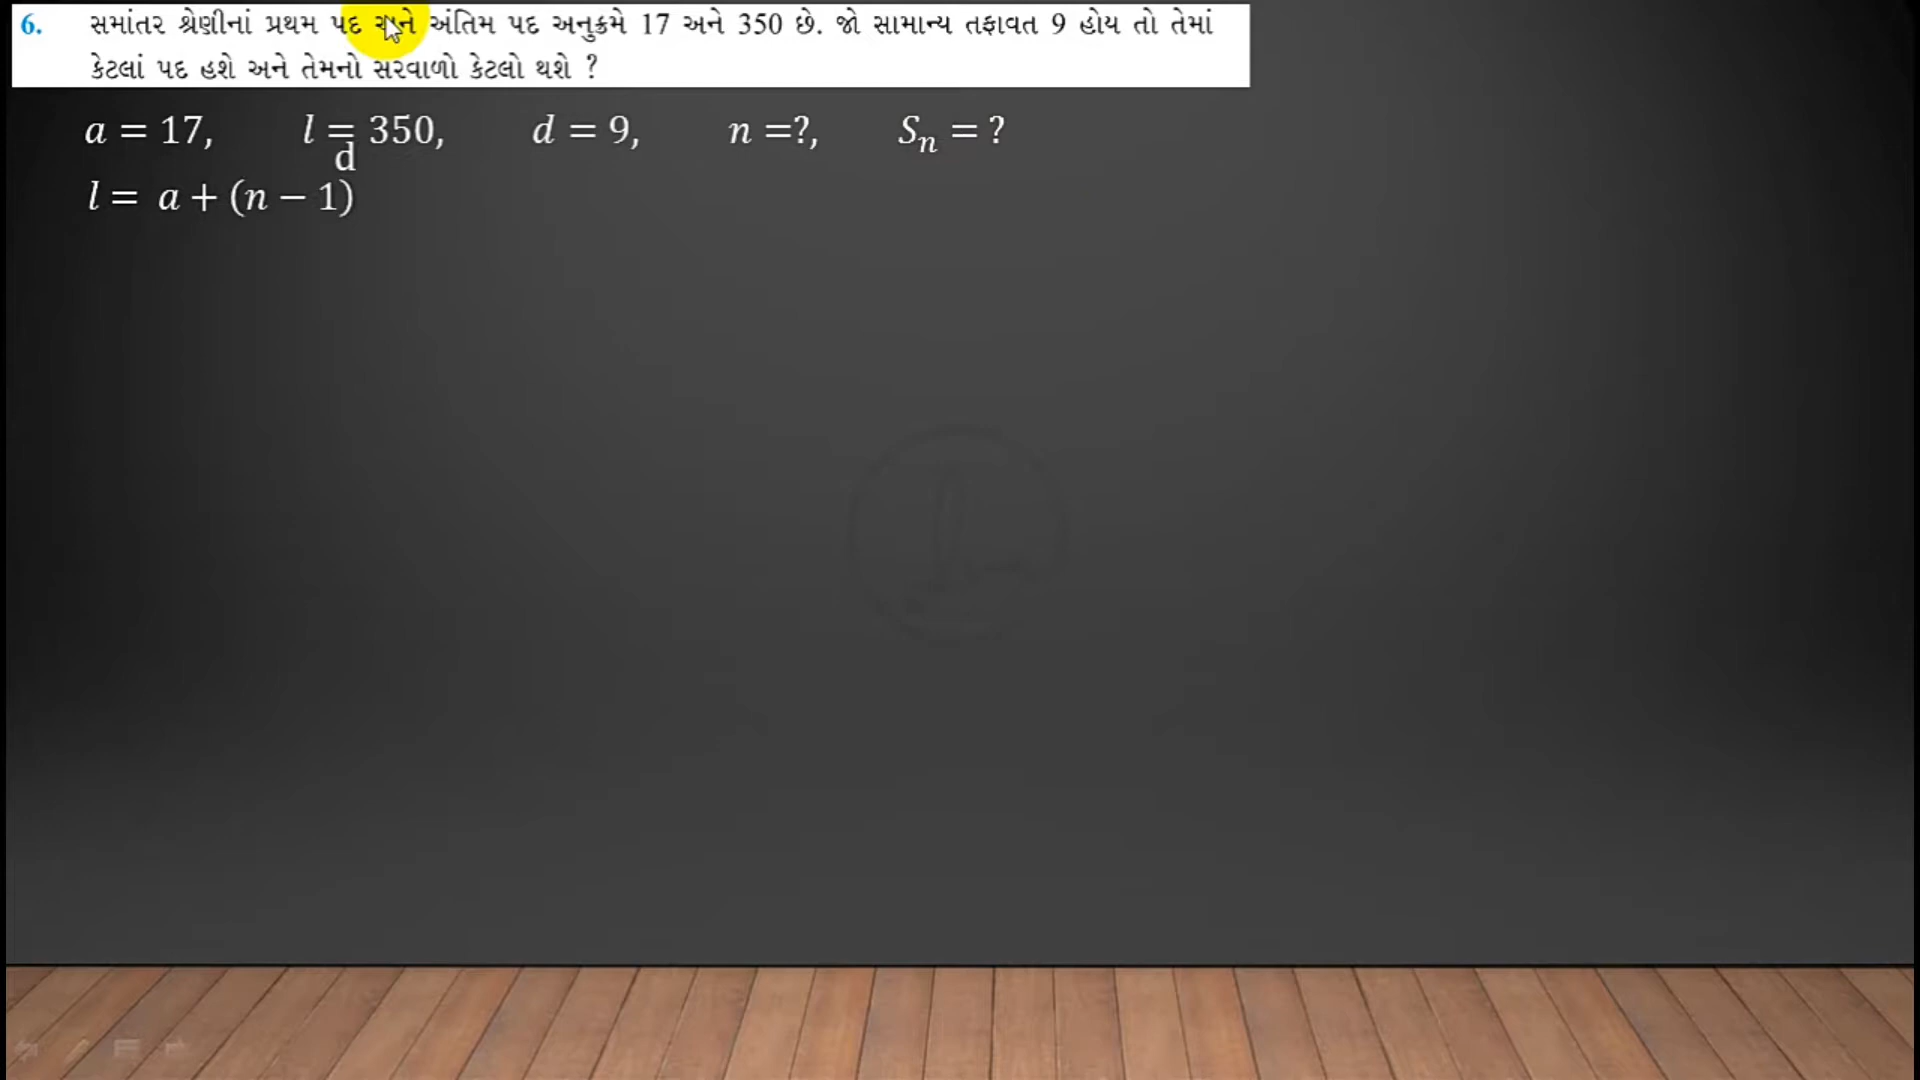 6. સમાંતર શ્રેણીનાં પ્રથમ પદ અને અંતિમ પદ અનુક્રમે 17 અને 350 છે. જો સામાન્ય તફાવત 9 હોય તો તેમાં
કેટલાં પદ હશે અને તેમનો સરવાળો કેટલો થશે ?
a = 17, l = 350, d = 9, n =?, Sₙ = ?
d
l = a + (n − 1)